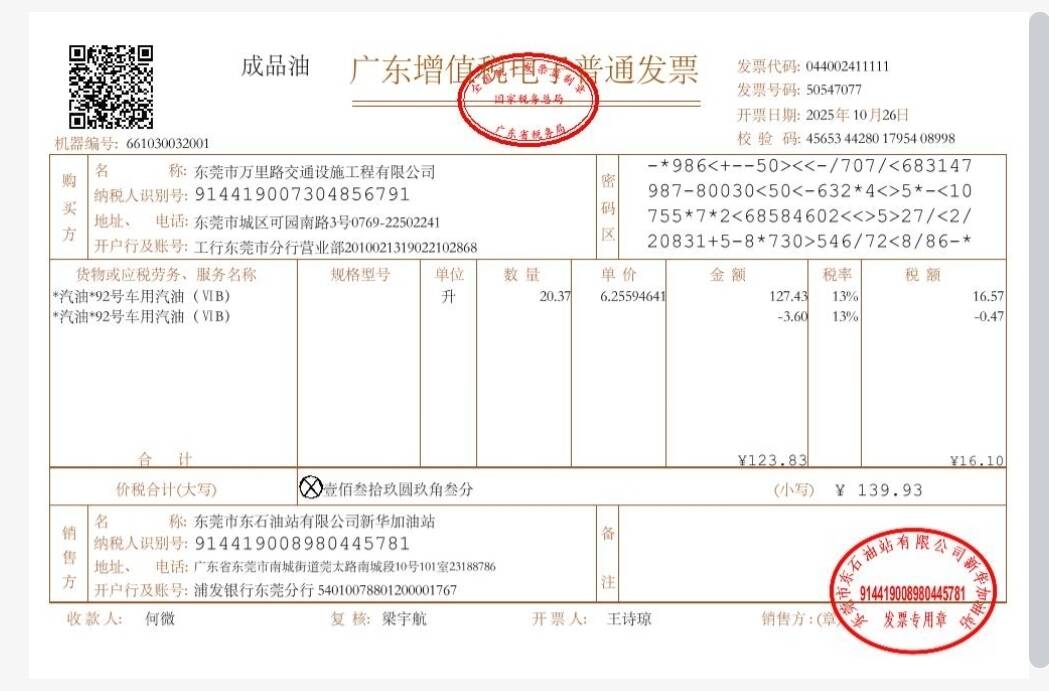 成品油
广东增值税电子普通发票
国家税务总局
广东省税务局
发票代码: 044002411111
发票号码: 50547077
开票日期: 2025年 10月26日
校 验 码: 45653 44280 17954 08998
机器编号: 661030032001
购买方
名 称: 东莞市万里路交通设施工程有限公司
纳税人识别号: 914419007304856791
地址、 电话: 东莞市城区可园南路3号0769-22502241
开户行及账号: 工行东莞市分行营业部2010021319022102868
密码区
-*986<+--50><<-/707/<683147
987-80030<50<-632*4<>5*-<10
755*7*2<68584602<<>5>27/<2/
20831+5-8*730>546/72<8/86-*
货物或应税劳务、服务名称 规格型号 单位 数 量 单 价 金 额 税率 税 额
*汽油*92号车用汽油（ⅥB） 升 20.37 6.25594641 127.43 13% 16.57
*汽油*92号车用汽油（ⅥB） -3.60 13% -0.47
合 计 ¥123.83 ¥16.10
价税合计(大写) 壹佰叁拾玖圆玖角叁分 (小写) ¥ 139.93
销售方
名 称: 东莞市东石油站有限公司新华加油站
纳税人识别号: 914419008980445781
地址、 电话: 广东省东莞市南城街道莞太路南城段10号101室23188786
开户行及账号: 浦发银行东莞分行 54010078801200001767
备注
收 款 人: 何微 复 核: 梁宇航 开 票 人: 王诗琼 销售方: (章)
东莞市东石油站有限公司新华加油站
914419008980445781
发票专用章